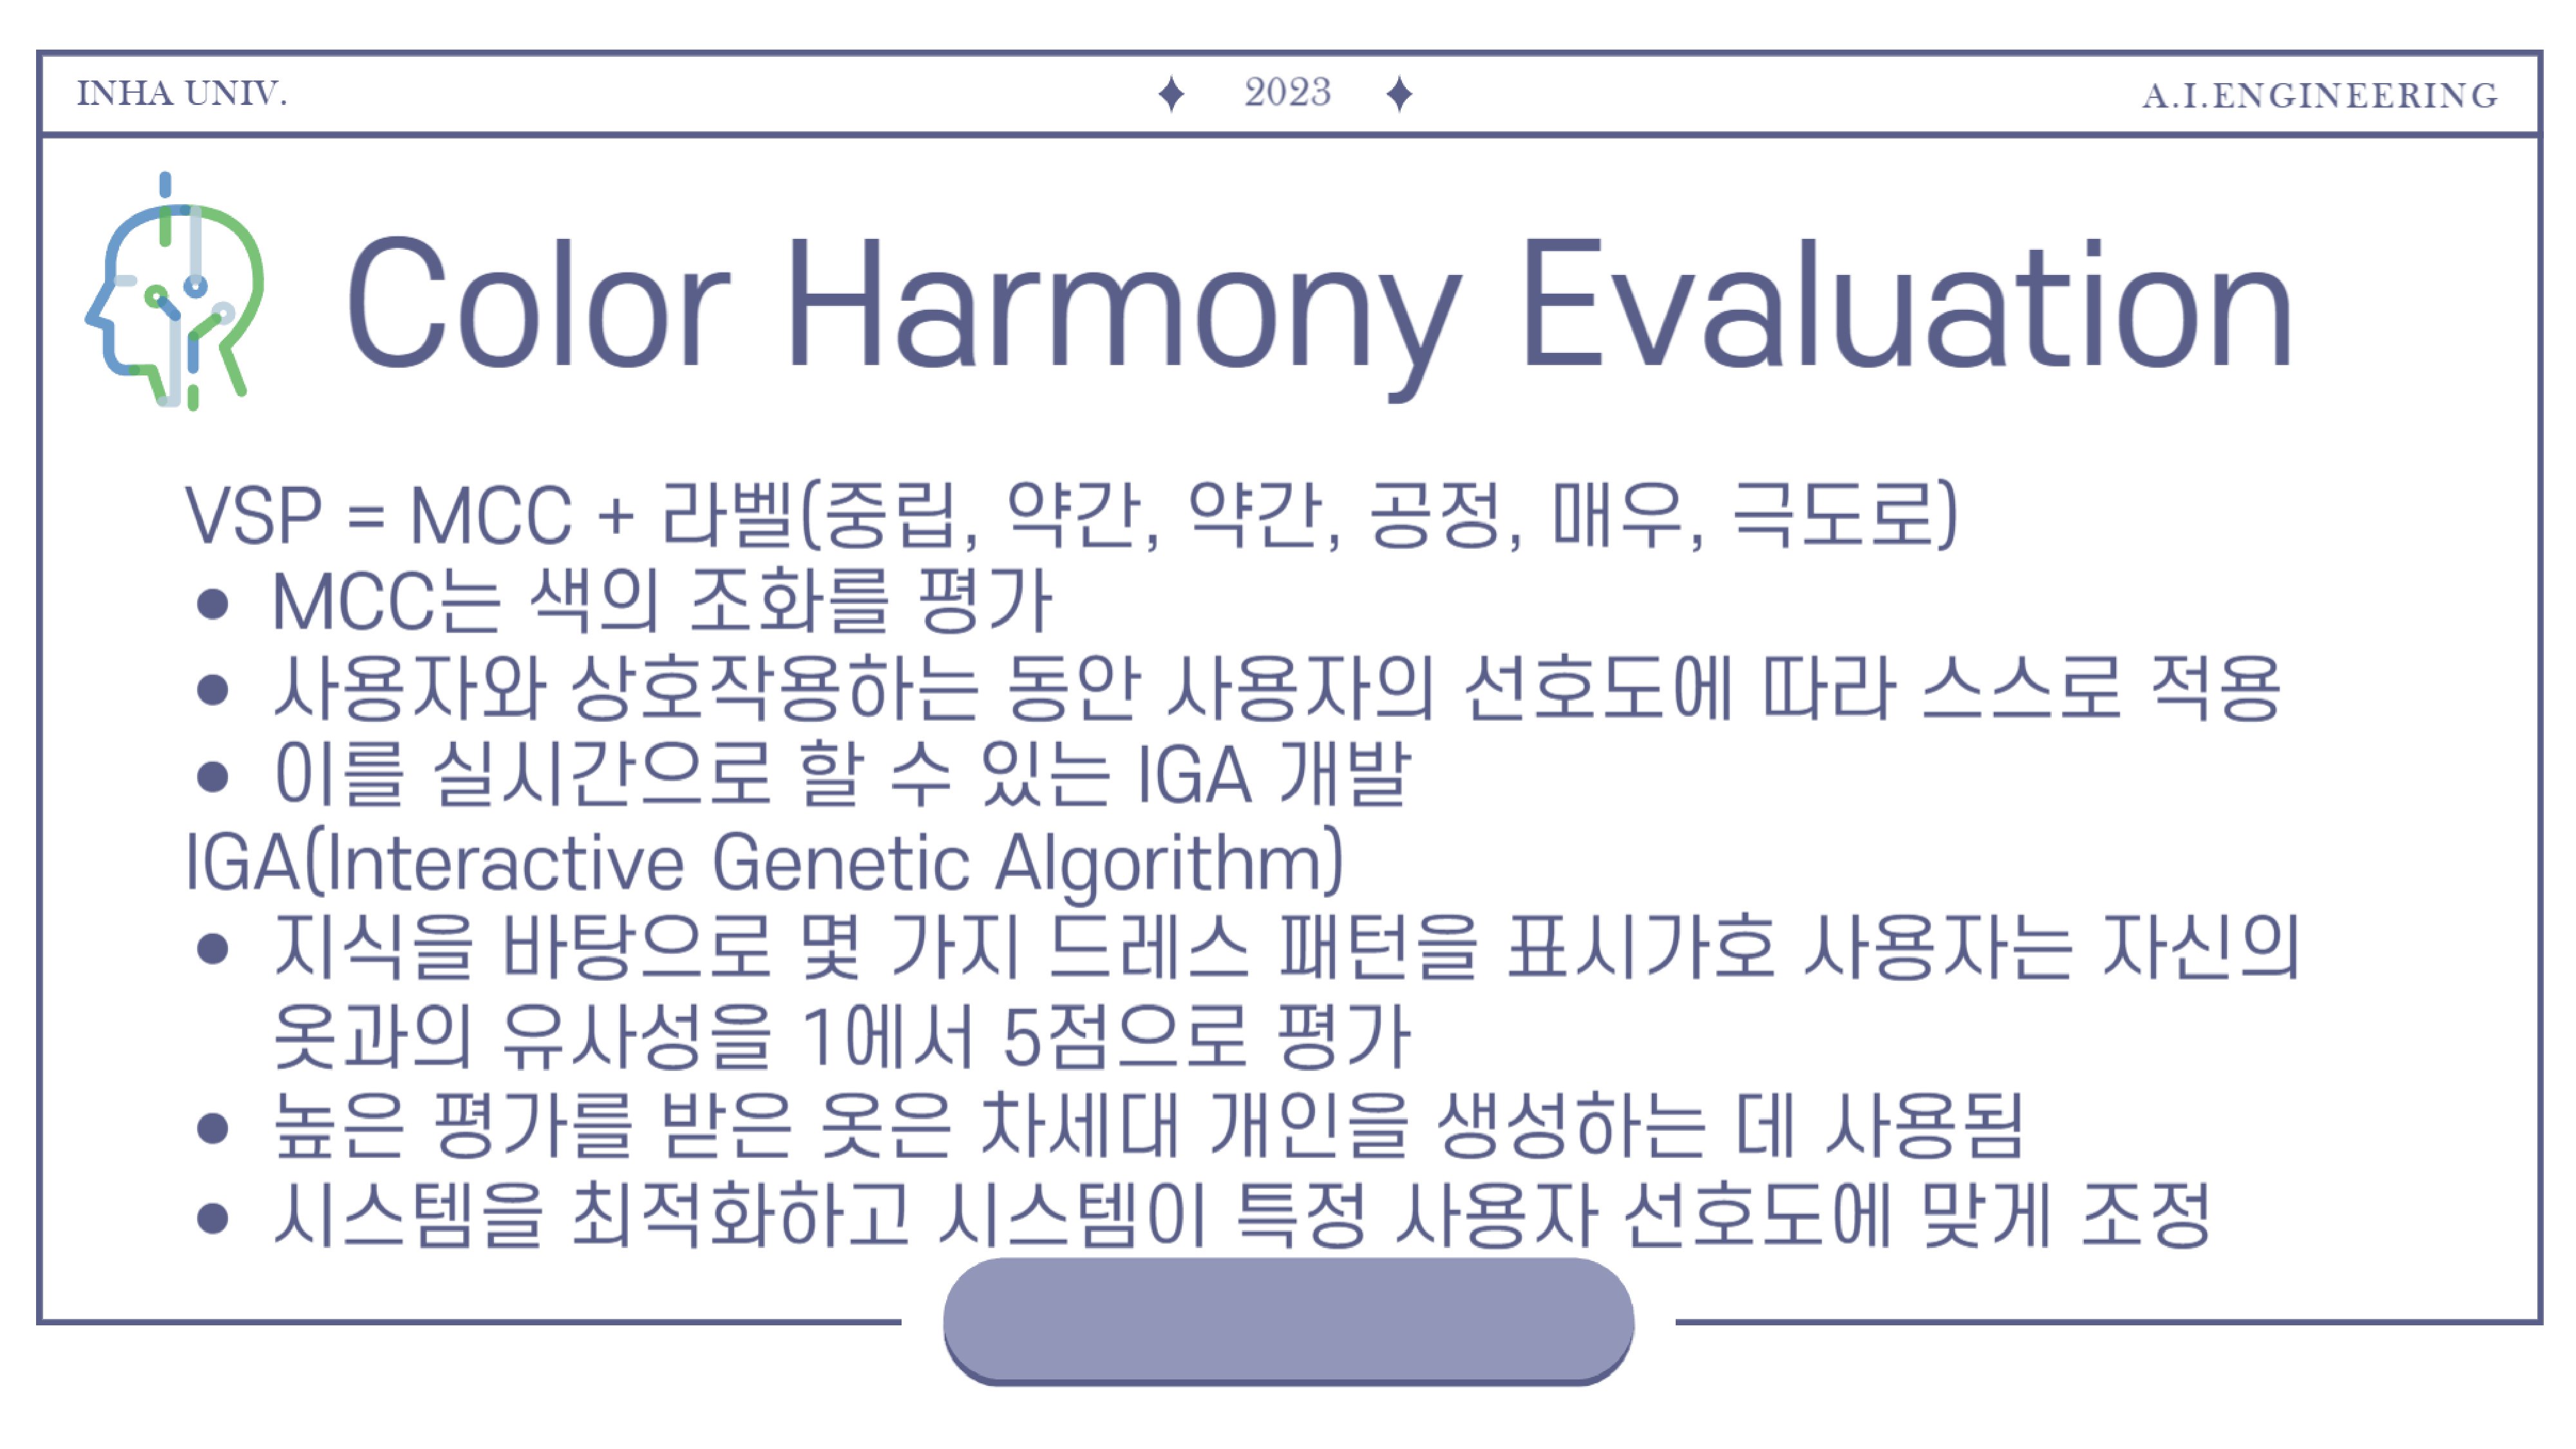 INHA UNIV.
2023
A.I.ENGINEERING
Color Harmony Evaluation
VSP = MCC + 라벨(중립, 약간, 약간, 공정, 매우, 극도로)
● MCC는 색의 조화를 평가
● 사용자와 상호작용하는 동안 사용자의 선호도에 따라 스스로 적용
● 이를 실시간으로 할 수 있는 IGA 개발
IGA(Interactive Genetic Algorithm)
● 지식을 바탕으로 몇 가지 드레스 패턴을 표시가호 사용자는 자신의
옷과의 유사성을 1에서 5점으로 평가
● 높은 평가를 받은 옷은 차세대 개인을 생성하는 데 사용됨
● 시스템을 최적화하고 시스템이 특정 사용자 선호도에 맞게 조정